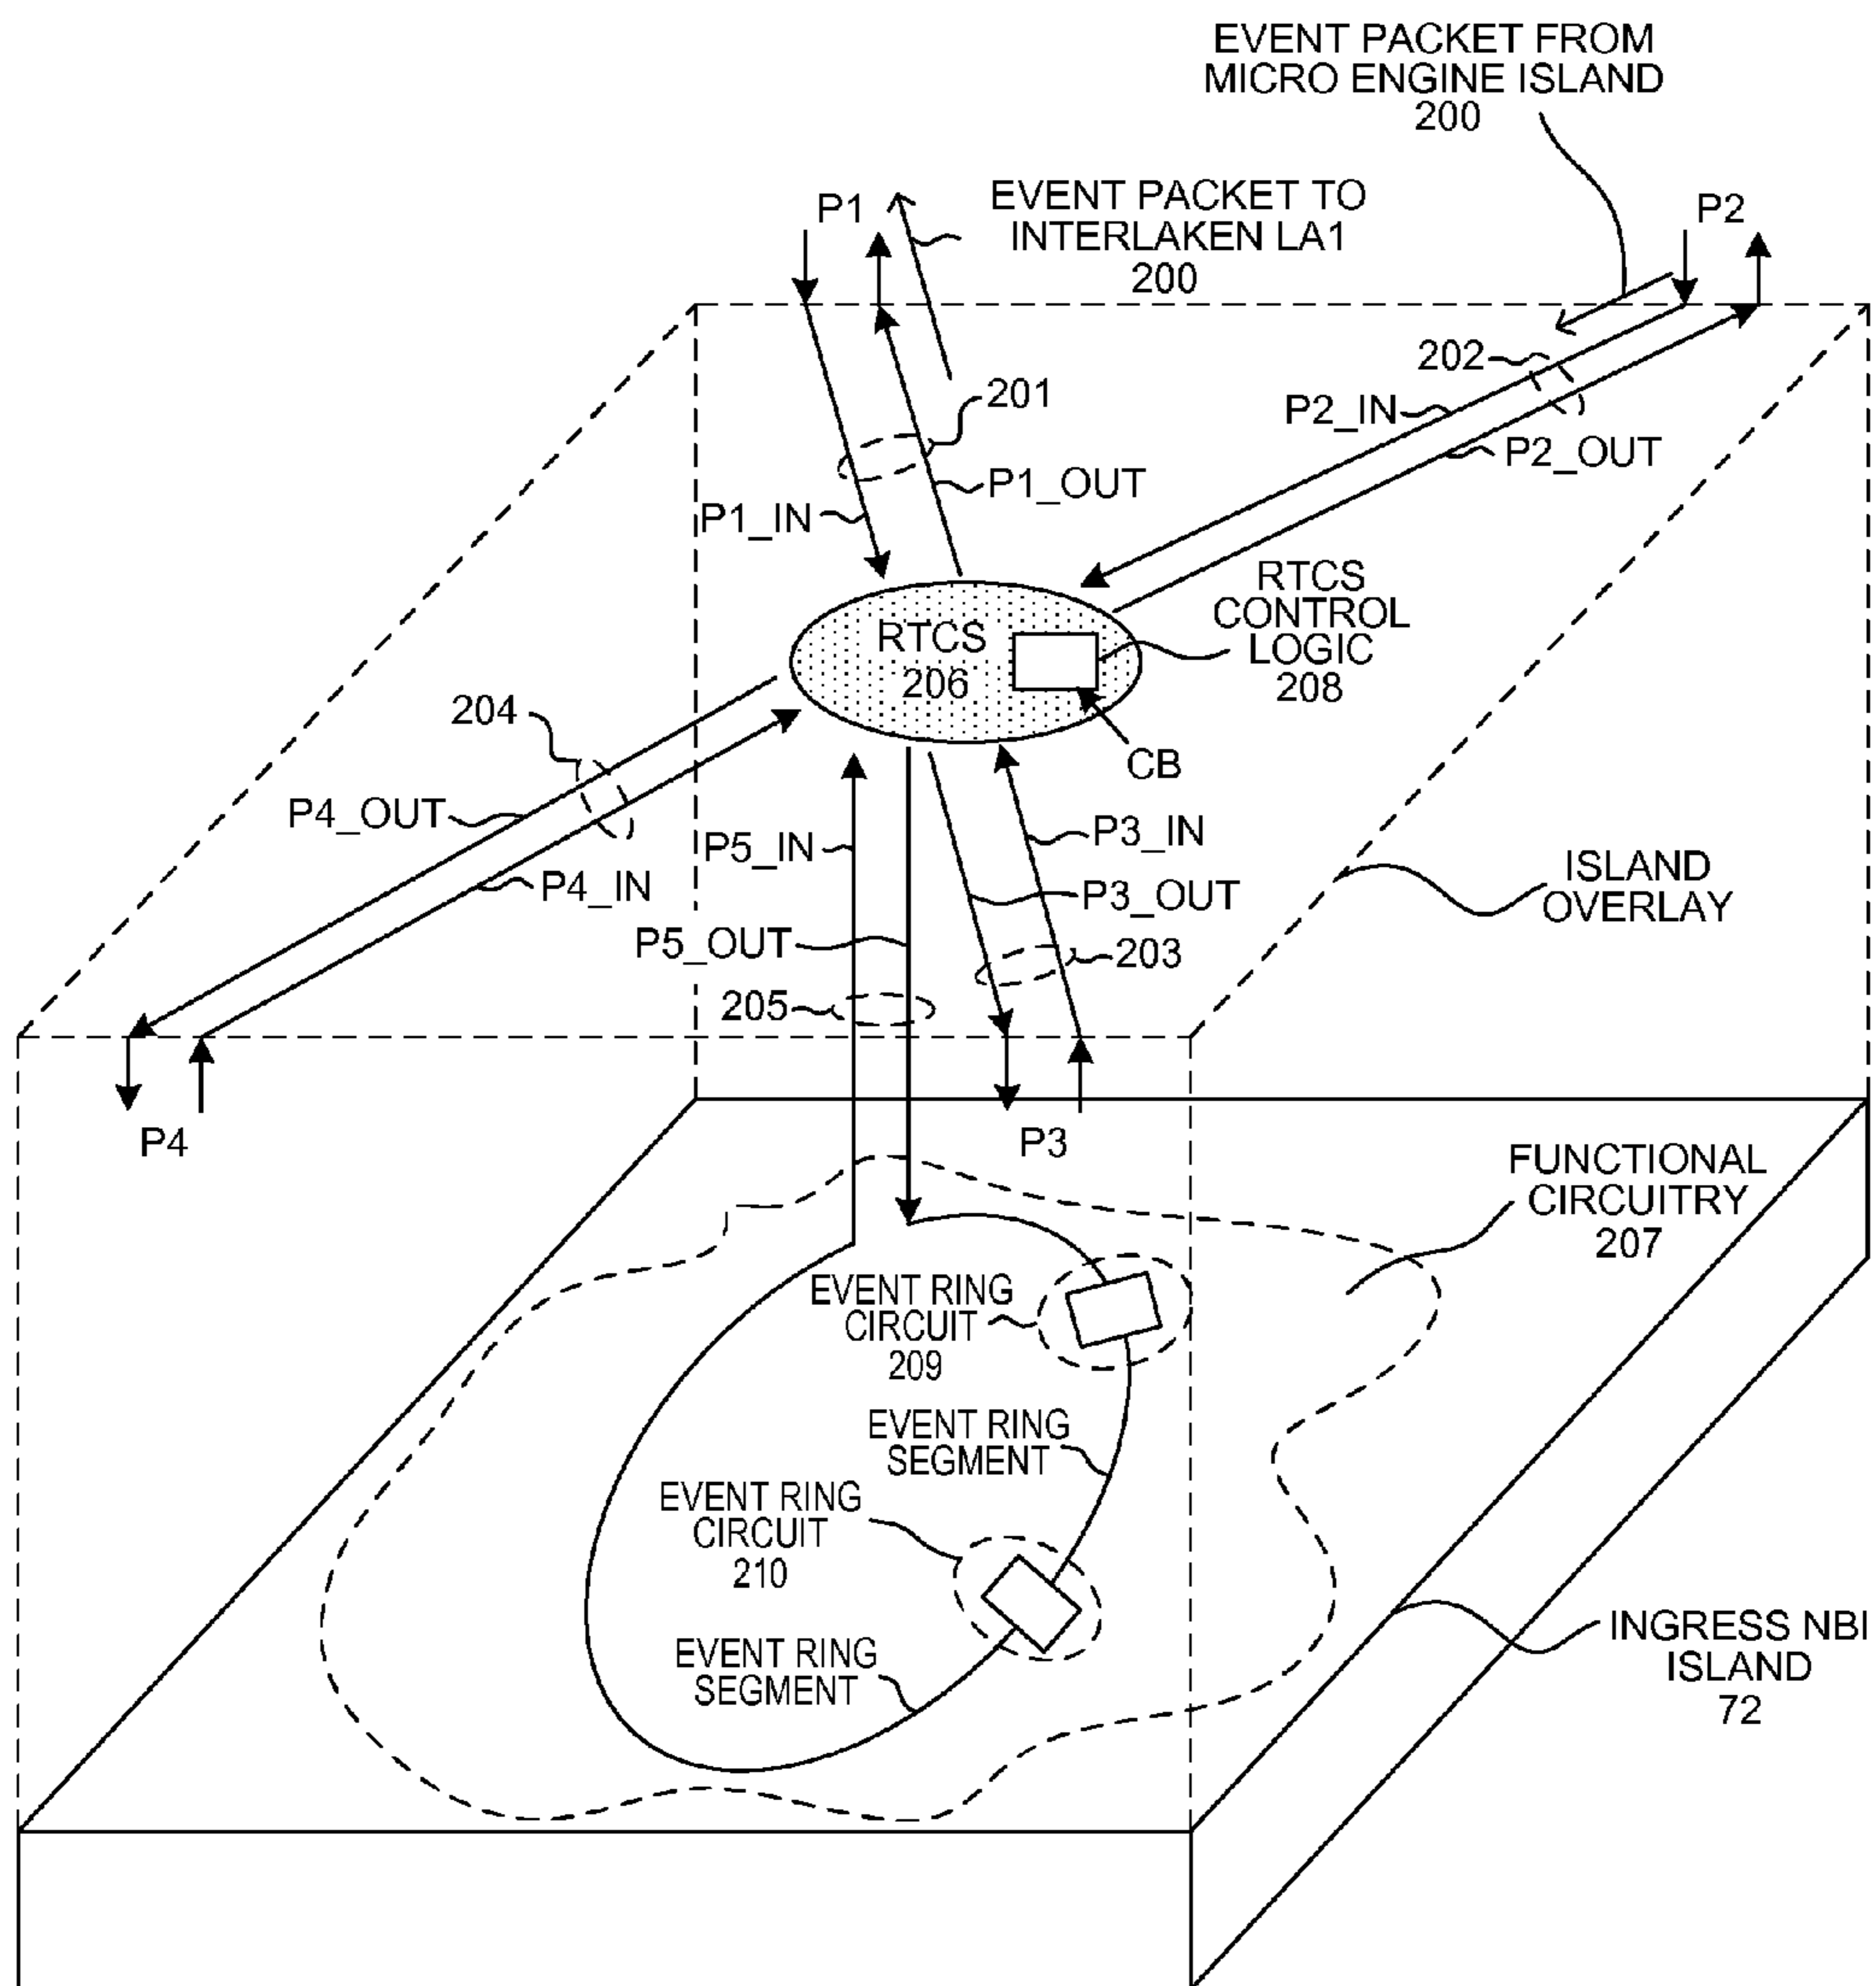 EVENT PACKET FROM
MICRO ENGINE ISLAND
200
P1
EVENT PACKET TO
INTERLAKEN LA1
200
P2
202
201
P2_IN
P2_OUT
P1_OUT
P1_IN
RTCS
CONTROL
LOGIC
208
RTCS
206
204
CB
P4_OUT
P5_IN
P3_IN
P4_IN
P3_OUT
ISLAND
OVERLAY
P5_OUT
203
205
P4
P3
FUNCTIONAL
CIRCUITRY
207
EVENT RING
CIRCUIT
209
EVENT RING
SEGMENT
EVENT RING
CIRCUIT
210
EVENT RING
SEGMENT
INGRESS NBI
ISLAND
72